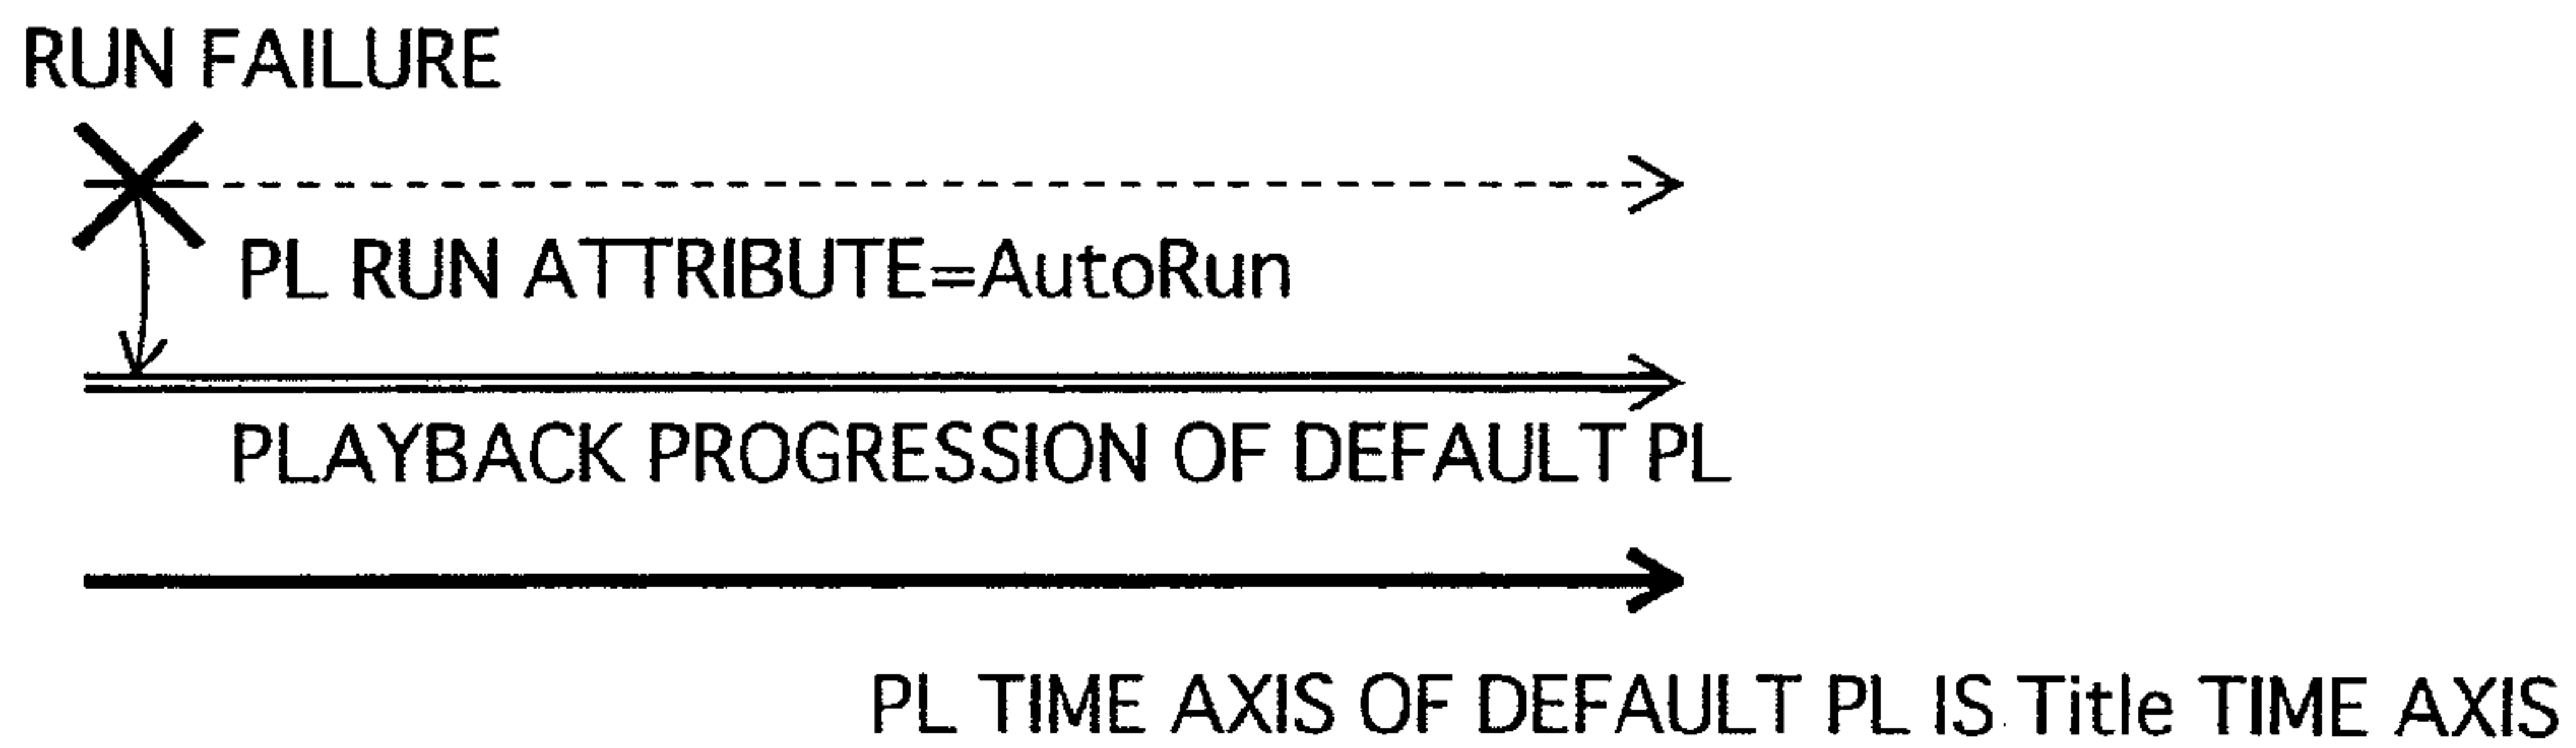 RUN FAILURE
PL RUN ATTRIBUTE=AutoRun
PLAYBACK PROGRESSION OF DEFAULT PL
PL TIME AXIS OF DEFAULT PL IS Title TIME AXIS